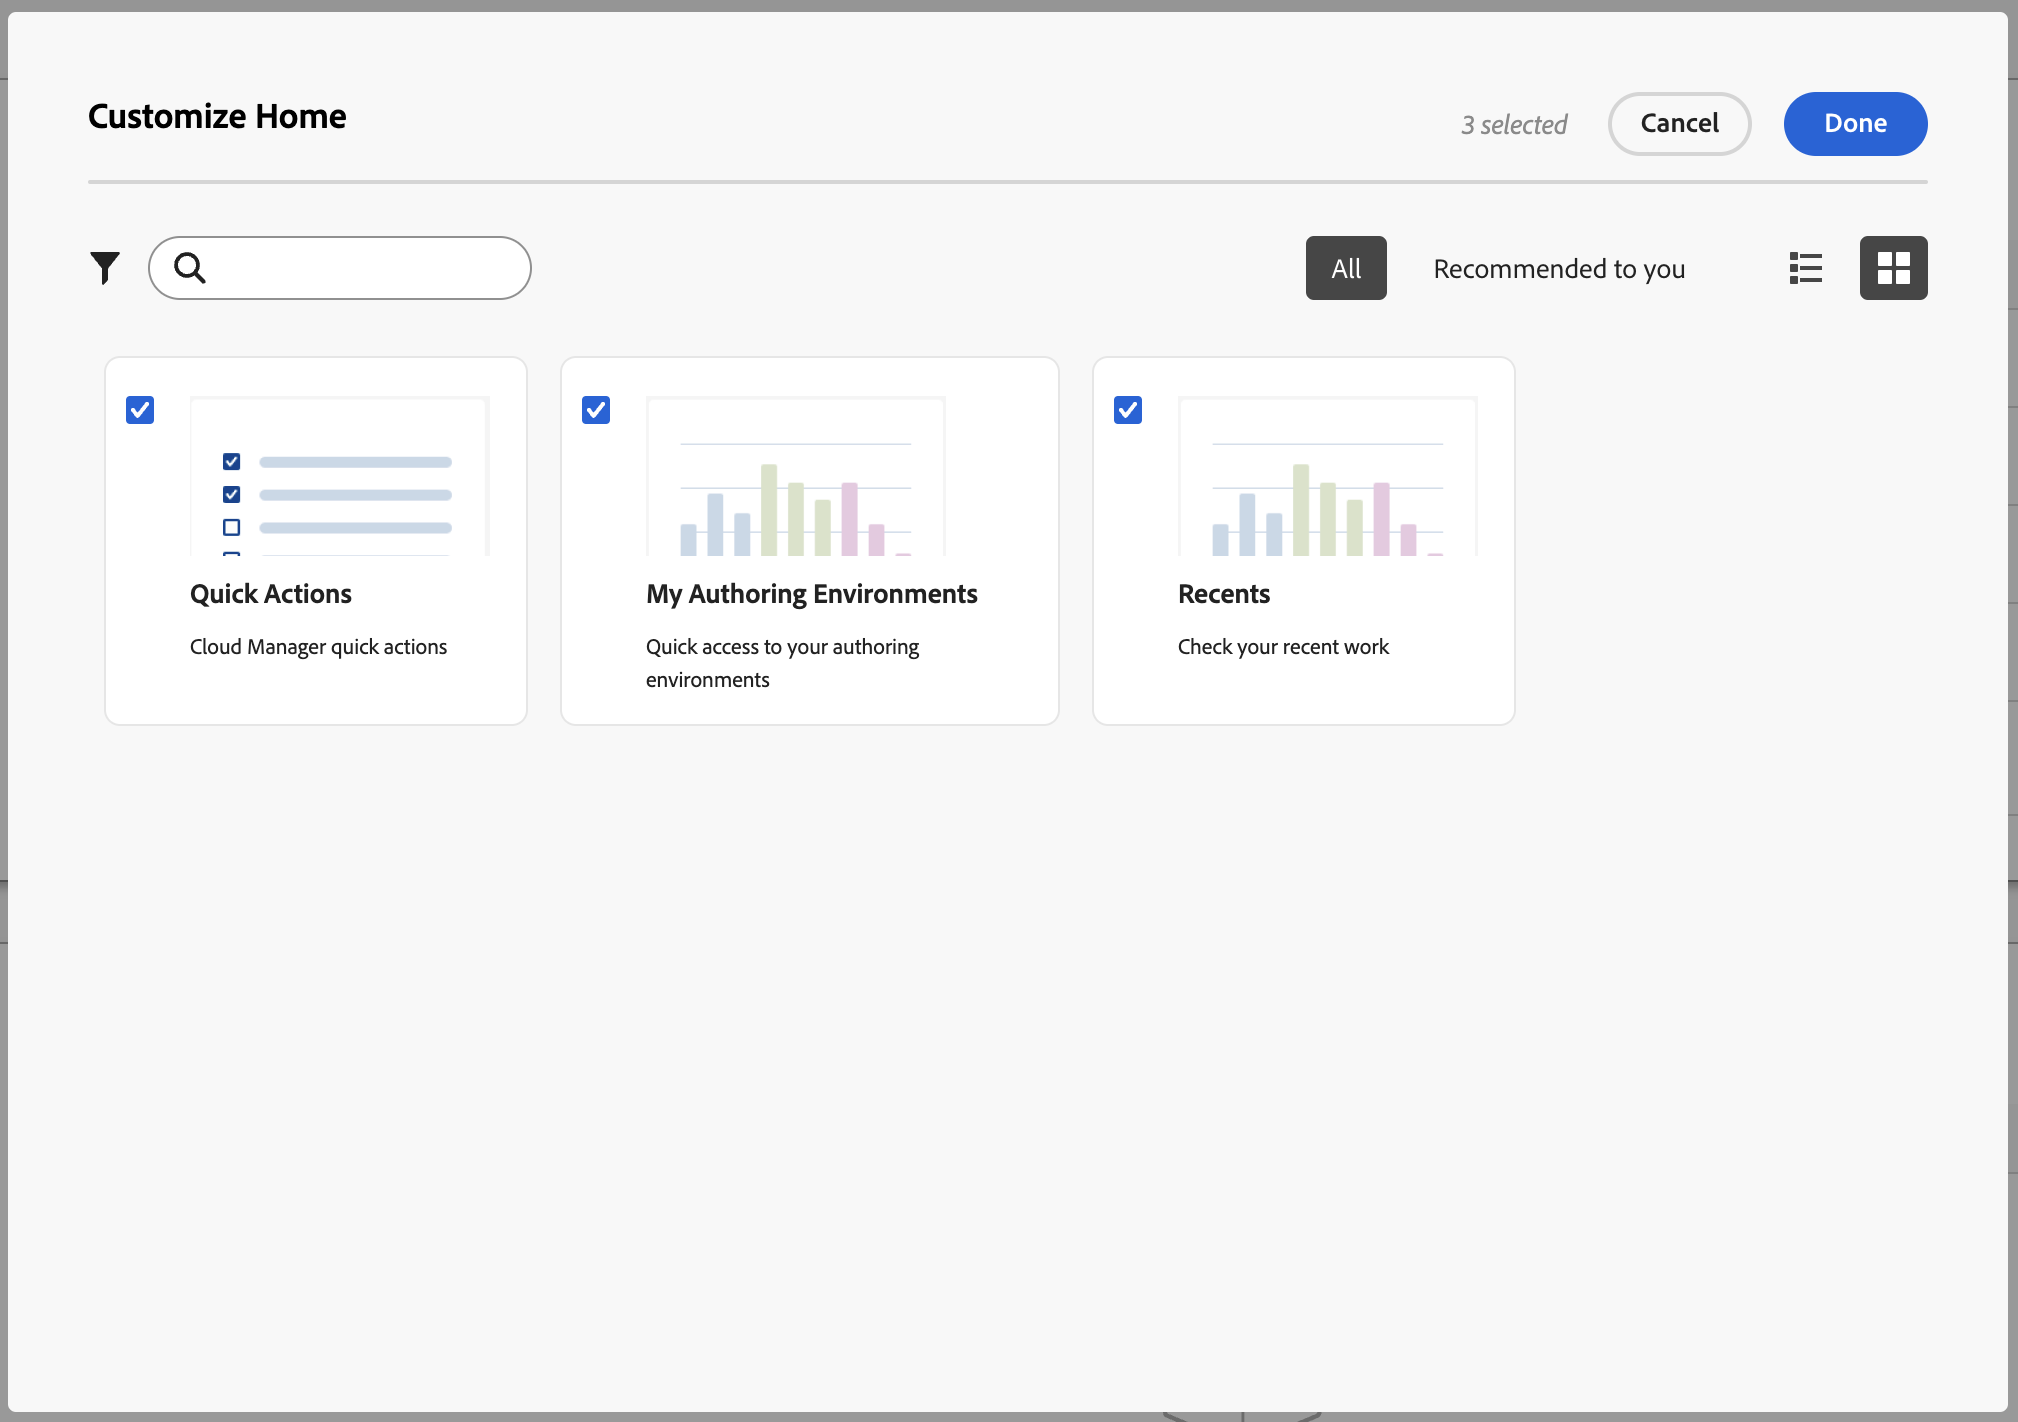 Customize Home
3 selected
Cancel
Done
All
Recommended to you
Quick Actions
Cloud Manager quick actions
My Authoring Environments
Quick access to your authoring
environments
Recents
Check your recent work